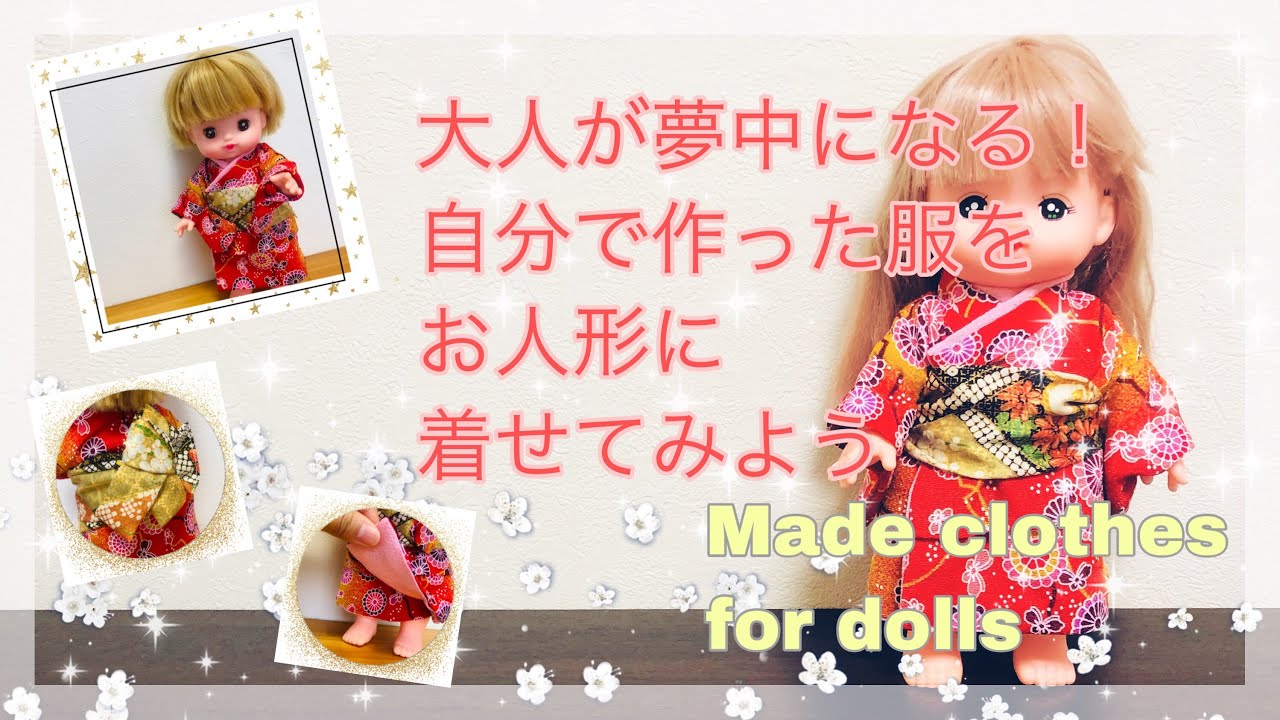 大人が夢中になる！
自分で作った服を
お人形に
着せてみよう
Made clothes
for dolls